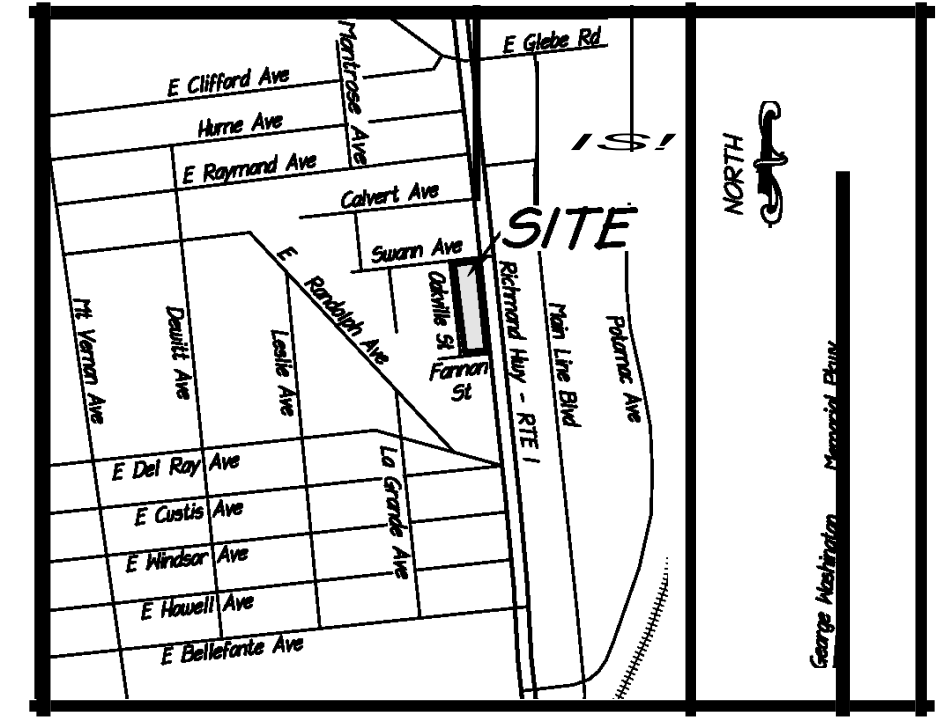 E Glebe Rd
Montrose Ave
E Clifford Ave
Hume Ave
E Raymond Ave
Calvert Ave
NORTH
SITE
Swann Ave
E Randolph Ave
Oakville St
Richmond Hwy - RTE 1
Main Line Blvd
Potomac Ave
Mt Vernon Ave
Dewitt Ave
Leslie Ave
Fannon
St
George Washington Memorial Pkwy
E Del Ray Ave
La Grande Ave
E Custis Ave
E Windsor Ave
E Howell Ave
E Bellefonte Ave